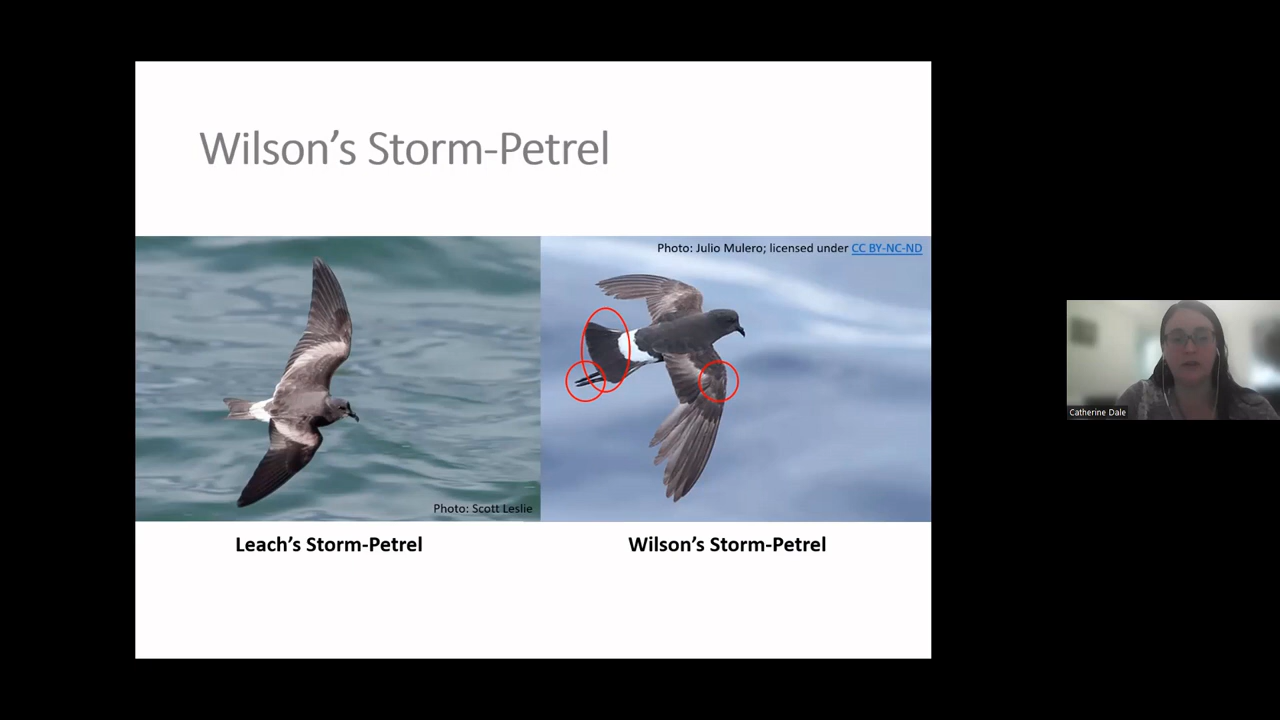 Wilson's Storm-Petrel
Photo: Julio Mulero; licensed under CC BY-NC-ND
Photo: Scott Leslie
Leach's Storm-Petrel
Wilson's Storm-Petrel
Catherine Dale